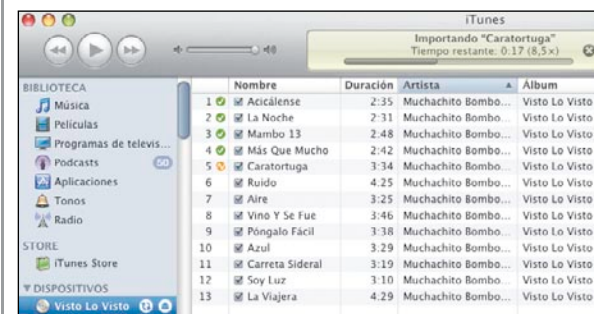 iTunes
Importando "Caratortuga"
Tiempo restante: 0:17 (8,5×)
BIBLIOTECA
Música
Películas
Programas de televis...
Podcasts 50
Aplicaciones
Tonos
Radio
STORE
iTunes Store
DISPOSITIVOS
Visto Lo Visto
Nombre Duración Artista Álbum
1 Acicálense 2:35 Muchachito Bombo... Visto Lo Visto
2 La Noche 2:31 Muchachito Bombo... Visto Lo Visto
3 Mambo 13 2:48 Muchachito Bombo... Visto Lo Visto
4 Más Que Mucho 2:42 Muchachito Bombo... Visto Lo Visto
5 Caratortuga 3:34 Muchachito Bombo... Visto Lo Visto
6 Ruido 4:25 Muchachito Bombo... Visto Lo Visto
7 Aire 3:25 Muchachito Bombo... Visto Lo Visto
8 Vino Y Se Fue 3:46 Muchachito Bombo... Visto Lo Visto
9 Póngalo Fácil 3:38 Muchachito Bombo... Visto Lo Visto
10 Azul 3:29 Muchachito Bombo... Visto Lo Visto
11 Carreta Sideral 3:19 Muchachito Bombo... Visto Lo Visto
12 Soy Luz 3:10 Muchachito Bombo... Visto Lo Visto
13 La Viajera 4:29 Muchachito Bombo... Visto Lo Visto